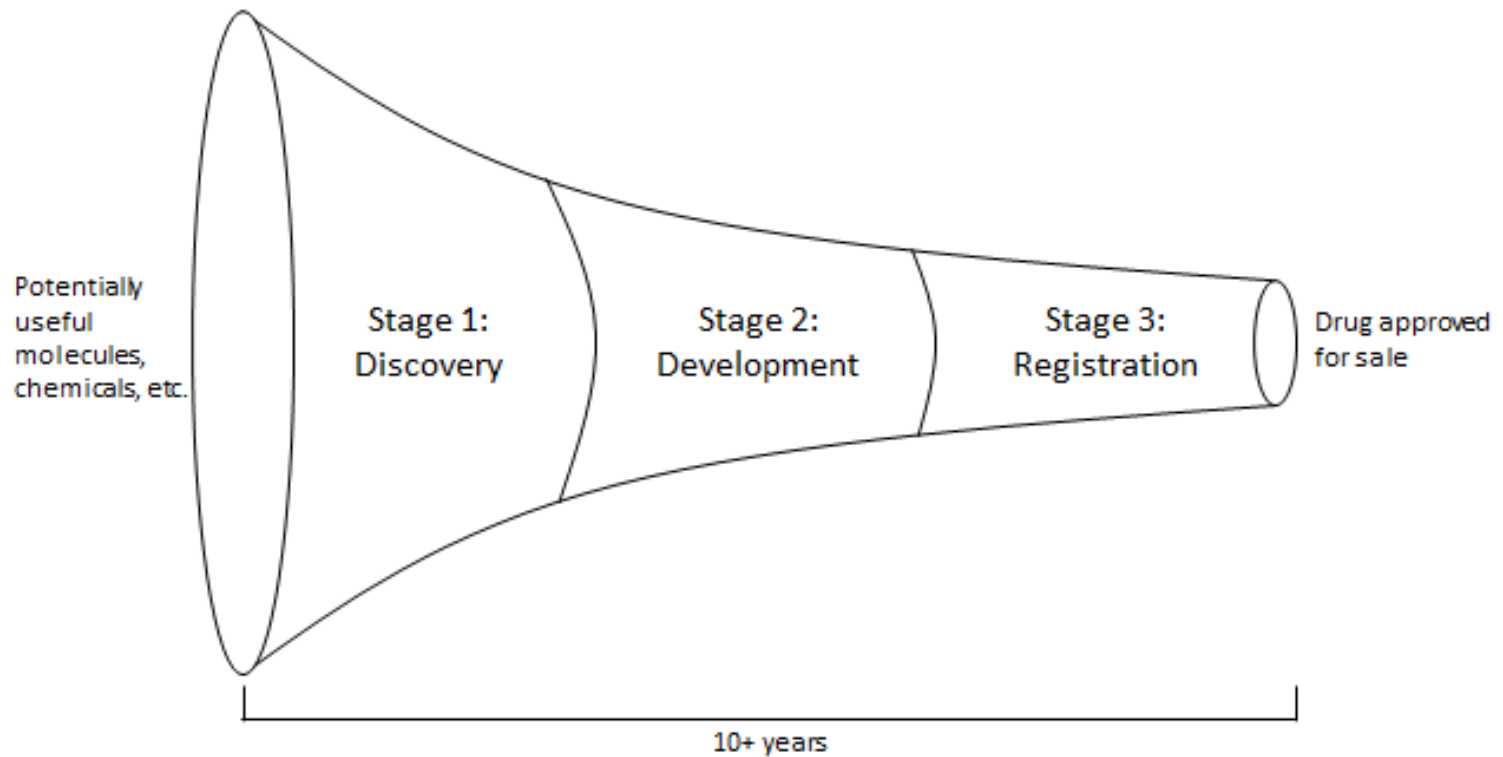 Potentially
useful
molecules,
chemicals, etc.
Stage 1:
Discovery
Stage 2:
Development
Stage 3:
Registration
Drug approved
for sale
10+ years